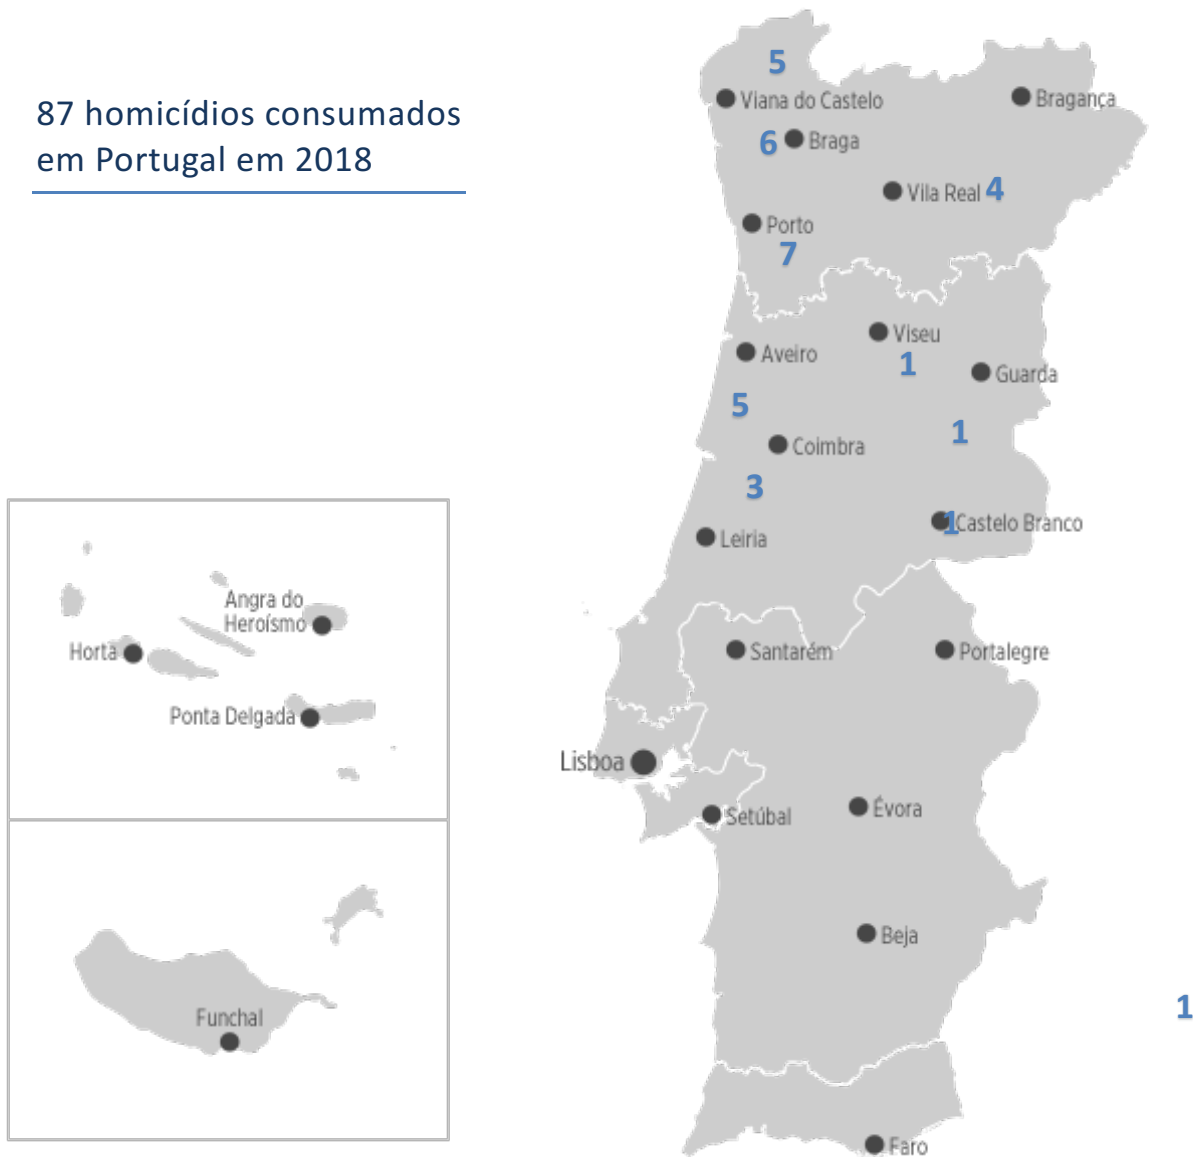 87 homicídios consumados
em Portugal em 2018
5
Viana do Castelo
Bragança
6
Braga
Vila Real
4
Porto
7
Viseu
Aveiro
1
Guarda
5
1
Coimbra
3
1
Castelo Branco
Leiria
Angra do
Heroísmo
Horta
Ponta Delgada
Santarém
Portalegre
Lisboa
Setúbal
Évora
Beja
1
Funchal
Faro